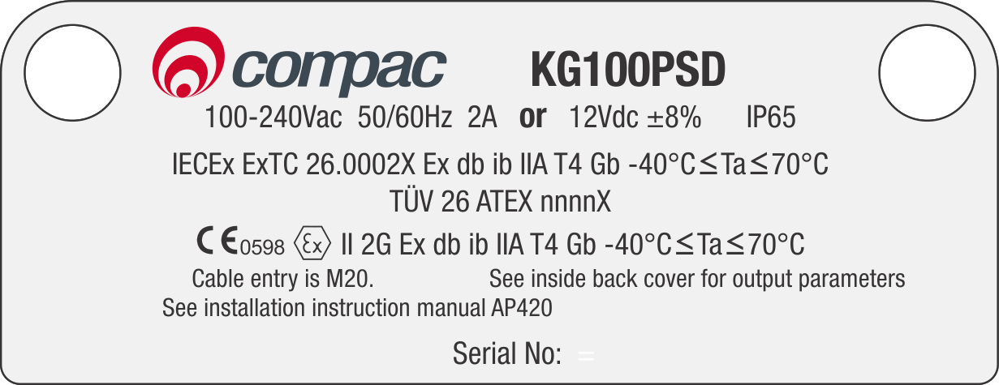 compac KG100PSD
100-240Vac 50/60Hz 2A or 12Vdc ±8% IP65
IECEx ExTC 26.0002X Ex db ib IIA T4 Gb -40°C≤Ta≤70°C
TÜV 26 ATEX nnnnX
CE0598 Ex II 2G Ex db ib IIA T4 Gb -40°C≤Ta≤70°C
Cable entry is M20. See inside back cover for output parameters
See installation instruction manual AP420
Serial No: =